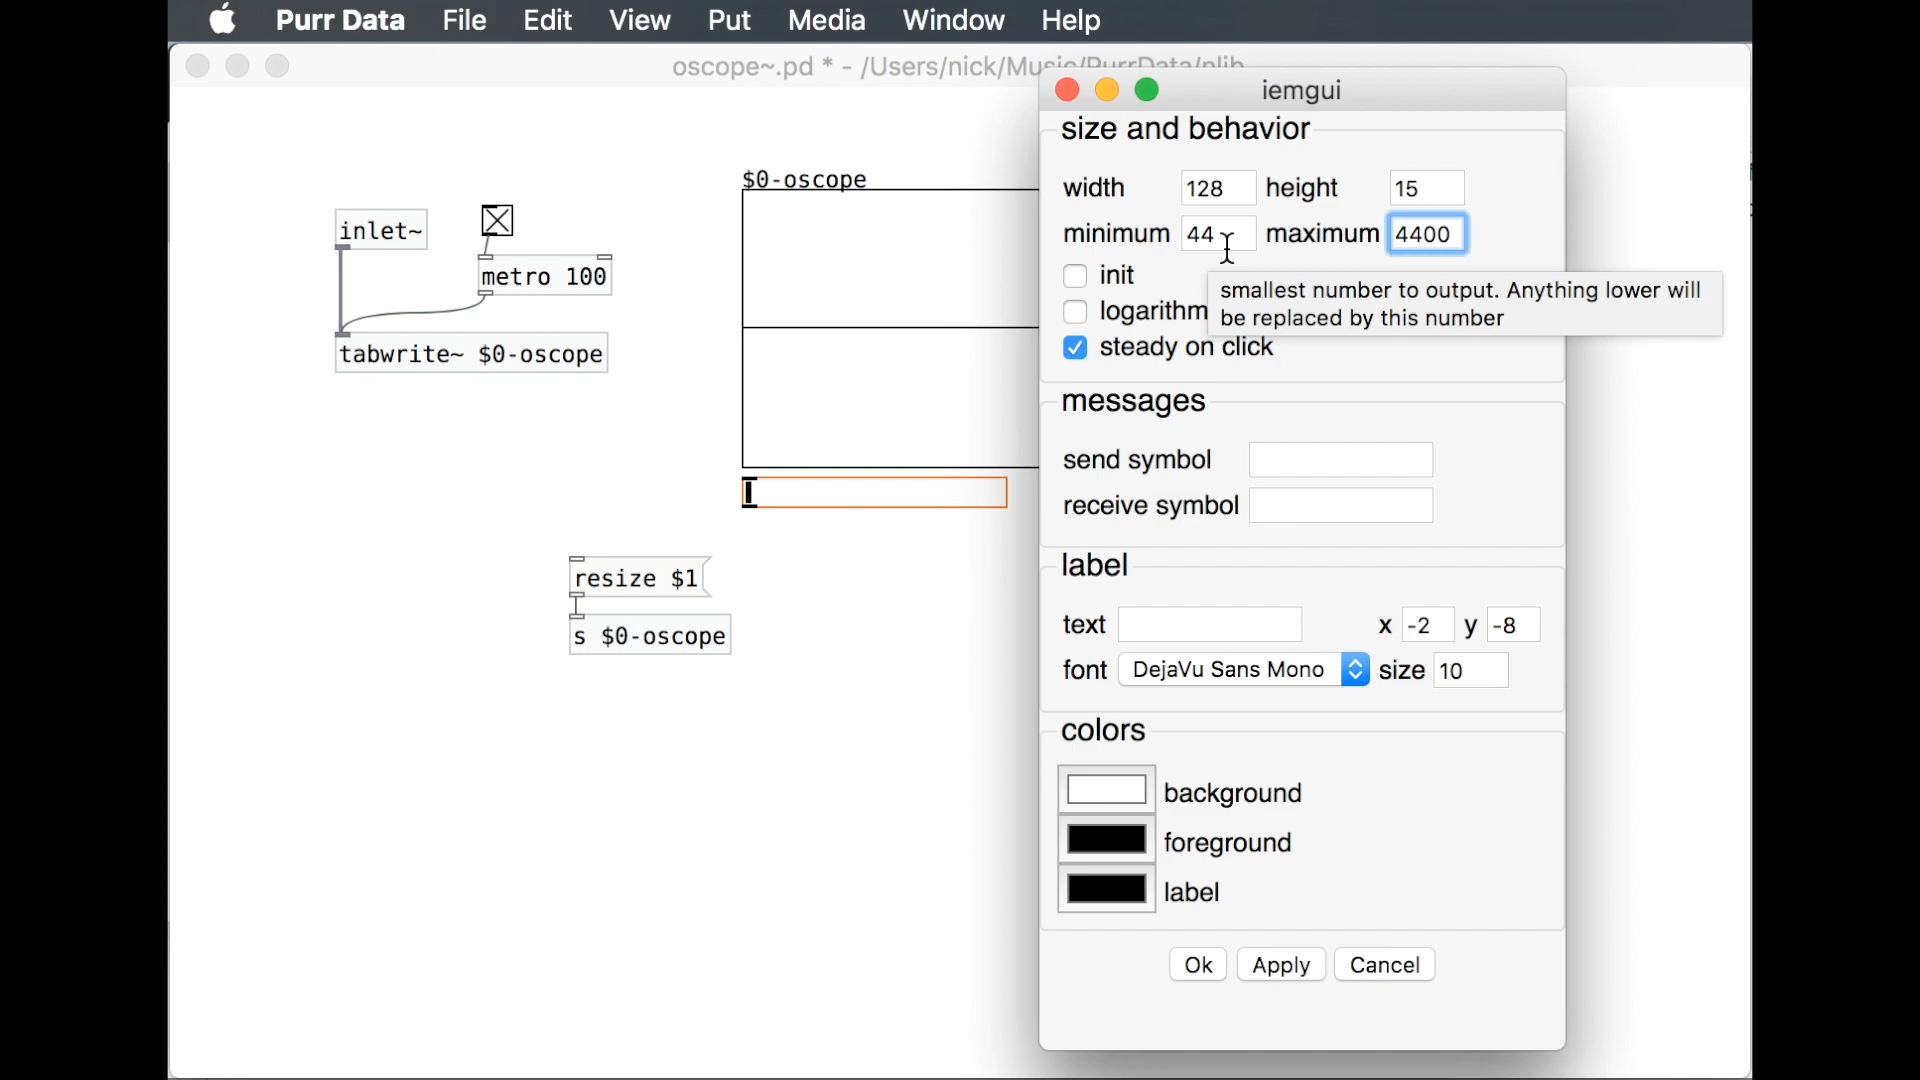 Purr Data File Edit View Put Media Window Help
oscope~.pd * - /Users/nick/Music/PurrData/nlib
iemgui
size and behavior
width 128 height 15
minimum 44 maximum 4400
init
logarithm
smallest number to output. Anything lower will
be replaced by this number
steady on click
messages
send symbol
receive symbol
label
text x -2 y -8
font DejaVu Sans Mono size 10
colors
background
foreground
label
Ok Apply Cancel
$0-oscope
inlet~
metro 100
tabwrite~ $0-oscope
resize $1
s $0-oscope